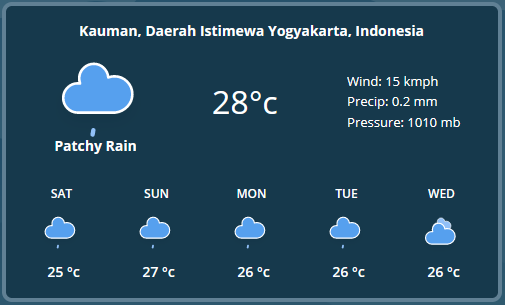 Kauman, Daerah Istimewa Yogyakarta, Indonesia
28°c
Wind: 15 kmph
Precip: 0.2 mm
Pressure: 1010 mb
Patchy Rain
SAT SUN MON TUE WED
25 °c 27 °c 26 °c 26 °c 26 °c